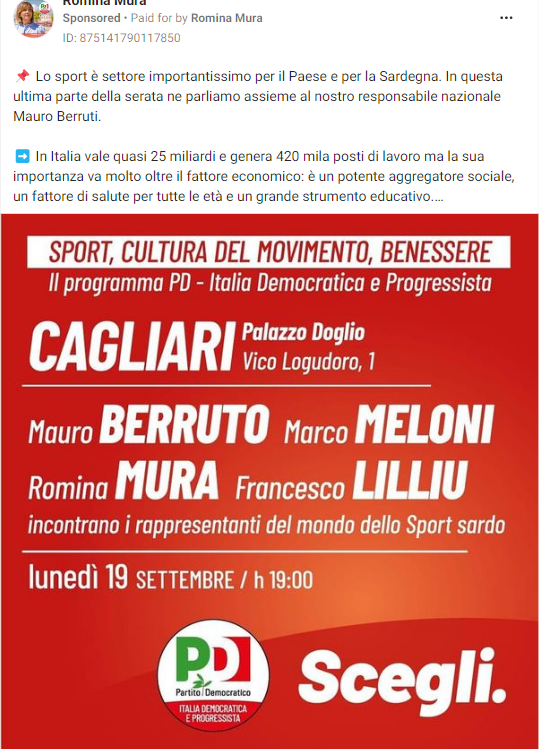 Romina Mura
Sponsored • Paid for by Romina Mura
ID: 875141790117850
📌 Lo sport è settore importantissimo per il Paese e per la Sardegna. In questa
ultima parte della serata ne parliamo assieme al nostro responsabile nazionale
Mauro Berruti.
➡️ In Italia vale quasi 25 miliardi e genera 420 mila posti di lavoro ma la sua
importanza va molto oltre il fattore economico: è un potente aggregatore sociale,
un fattore di salute per tutte le età e un grande strumento educativo....
SPORT, CULTURA DEL MOVIMENTO, BENESSERE
Il programma PD - Italia Democratica e Progressista
CAGLIARI Palazzo Doglio
Vico Logudoro, 1
Mauro BERRUTO Marco MELONI
Romina MURA Francesco LILLIU
incontrano i rappresentanti del mondo dello Sport sardo
lunedì 19 SETTEMBRE / h 19:00
PD
Partito Democratico
ITALIA DEMOCRATICA
E PROGRESSISTA
Scegli.